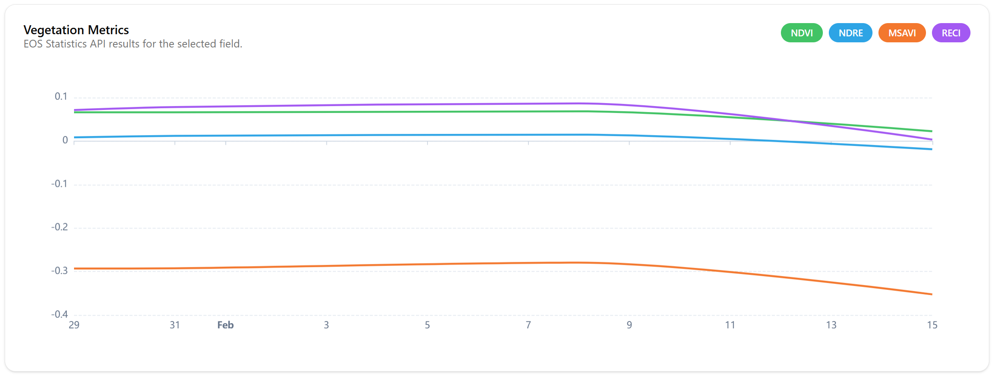 Vegetation Metrics
EOS Statistics API results for the selected field.
NDVI NDRE MSAVI RECI
0.1
0
-0.1
-0.2
-0.3
-0.4
29 31 Feb 3 5 7 9 11 13 15